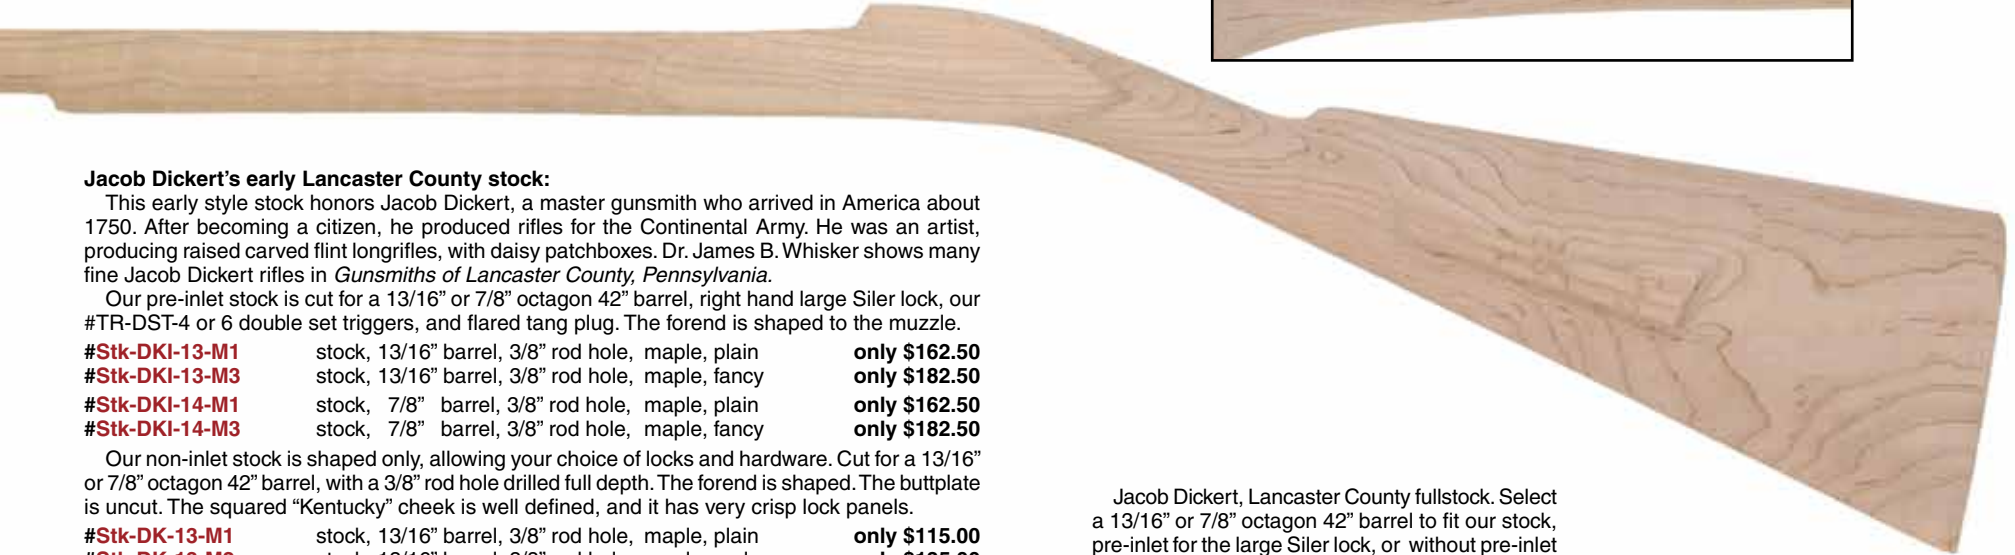 Jacob Dickert’s early Lancaster County stock:
This early style stock honors Jacob Dickert, a master gunsmith who arrived in America about
1750. After becoming a citizen, he produced rifles for the Continental Army. He was an artist,
producing raised carved flint longrifles, with daisy patchboxes. Dr. James B. Whisker shows many
fine Jacob Dickert rifles in Gunsmiths of Lancaster County, Pennsylvania.
Our pre-inlet stock is cut for a 13/16” or 7/8” octagon 42” barrel, right hand large Siler lock, our
#TR-DST-4 or 6 double set triggers, and flared tang plug. The forend is shaped to the muzzle.
#Stk-DKI-13-M1 stock, 13/16” barrel, 3/8” rod hole, maple, plain only $162.50
#Stk-DKI-13-M3 stock, 13/16” barrel, 3/8” rod hole, maple, fancy only $182.50
#Stk-DKI-14-M1 stock, 7/8” barrel, 3/8” rod hole, maple, plain only $162.50
#Stk-DKI-14-M3 stock, 7/8” barrel, 3/8” rod hole, maple, fancy only $182.50
Our non-inlet stock is shaped only, allowing your choice of locks and hardware. Cut for a 13/16”
or 7/8” octagon 42” barrel, with a 3/8” rod hole drilled full depth. The forend is shaped. The buttplate
is uncut. The squared “Kentucky” cheek is well defined, and it has very crisp lock panels.
#Stk-DK-13-M1 stock, 13/16” barrel, 3/8” rod hole, maple, plain only $115.00
Jacob Dickert, Lancaster County fullstock. Select
a 13/16” or 7/8” octagon 42” barrel to fit our stock,
pre-inlet for the large Siler lock, or without pre-inlet